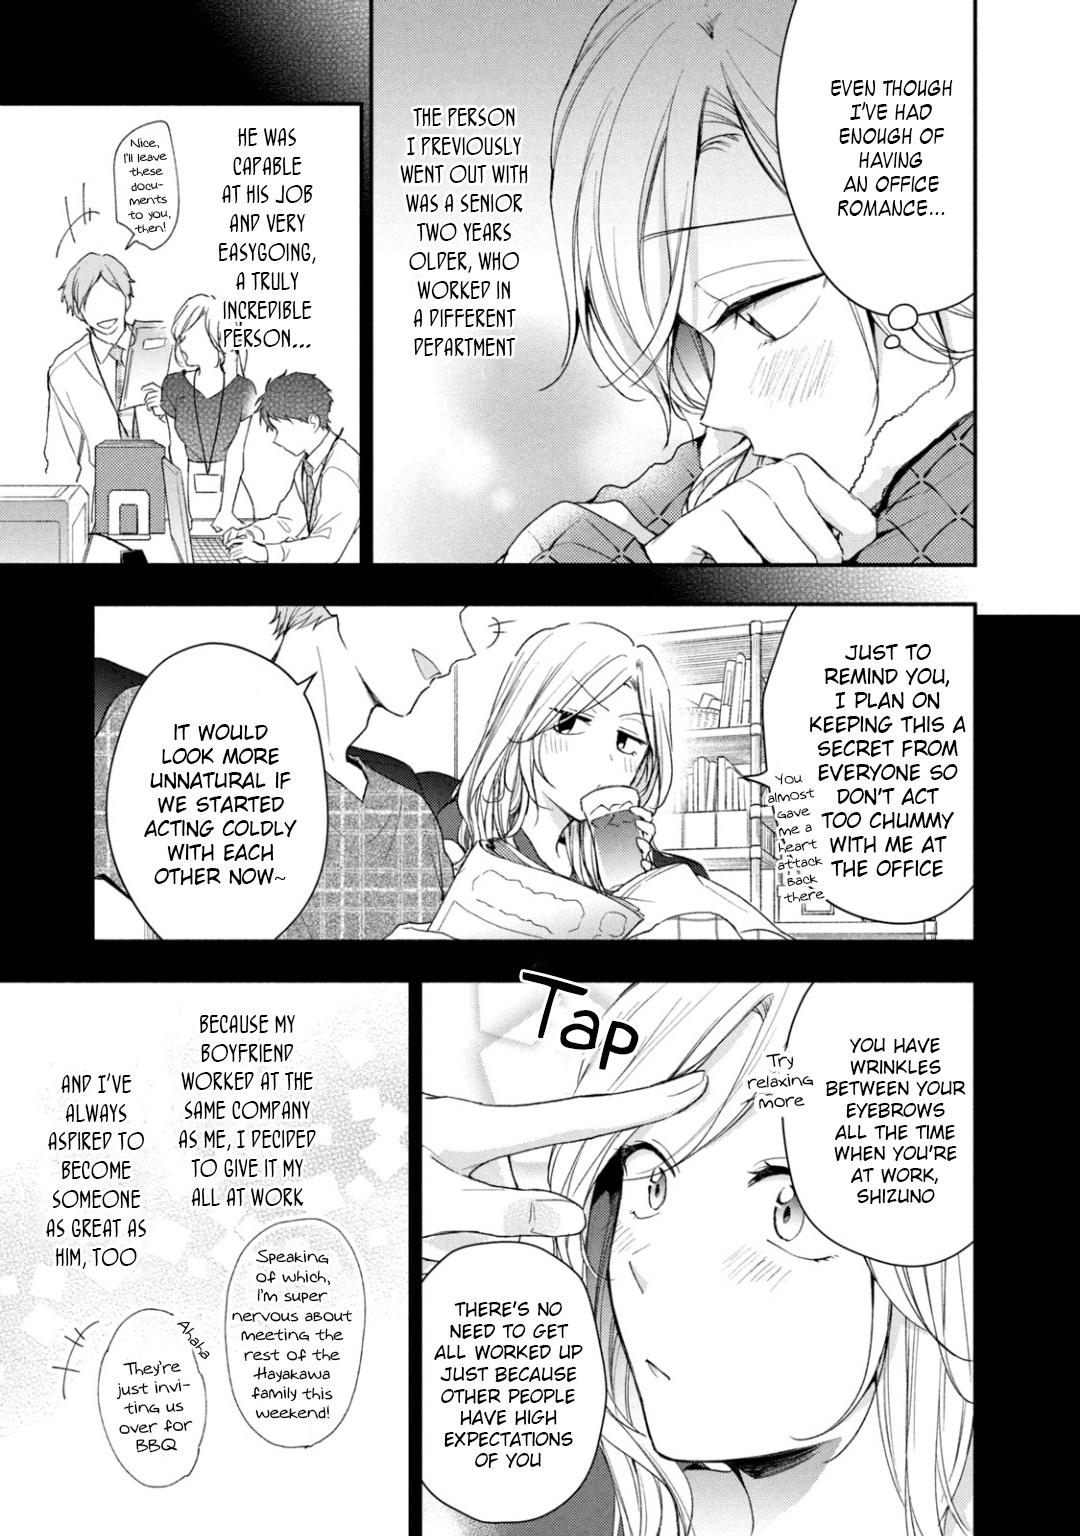 EVEN THOUGH
I'VE HAD
ENOUGH OF
HAVING
AN OFFICE
ROMANCE...
THE PERSON
I PREVIOUSLY
WENT OUT WITH
WAS A SENIOR
TWO YEARS
OLDER, WHO
WORKED IN
A DIFFERENT
DEPARTMENT
HE WAS
CAPABLE
AT HIS JOB
AND VERY
EASYGOING,
A TRULY
INCREDIBLE
PERSON...
Nice,
I'll leave
these
docu-
ments
to you,
then!
JUST TO
REMIND YOU,
I PLAN ON
KEEPING THIS A
SECRET FROM
EVERYONE SO
DON'T ACT
TOO CHUMMY
WITH ME AT
THE OFFICE
You
almost
gave
me a
heart
attack
back
there
IT WOULD
LOOK MORE
UNNATURAL IF
WE STARTED
ACTING COLDLY
WITH EACH
OTHER NOW~
Tap
YOU HAVE
WRINKLES
BETWEEN YOUR
EYEBROWS
ALL THE TIME
WHEN YOU'RE
AT WORK,
SHIZUNO
Try
relaxing
more
THERE'S NO
NEED TO GET
ALL WORKED UP
JUST BECAUSE
OTHER PEOPLE
HAVE HIGH
EXPECTATIONS
OF YOU
BECAUSE MY
BOYFRIEND
WORKED AT THE
SAME COMPANY
AS ME, I DECIDED
TO GIVE IT MY
ALL AT WORK
AND I'VE
ALWAYS
ASPIRED TO
BECOME
SOMEONE
AS GREAT AS
HIM, TOO
Speaking
of which,
I'm super
nervous about
meeting the
rest of the
Hayakawa
family this
weekend!
Ahaha
They're
just invi-
ting us
over for
BBQ